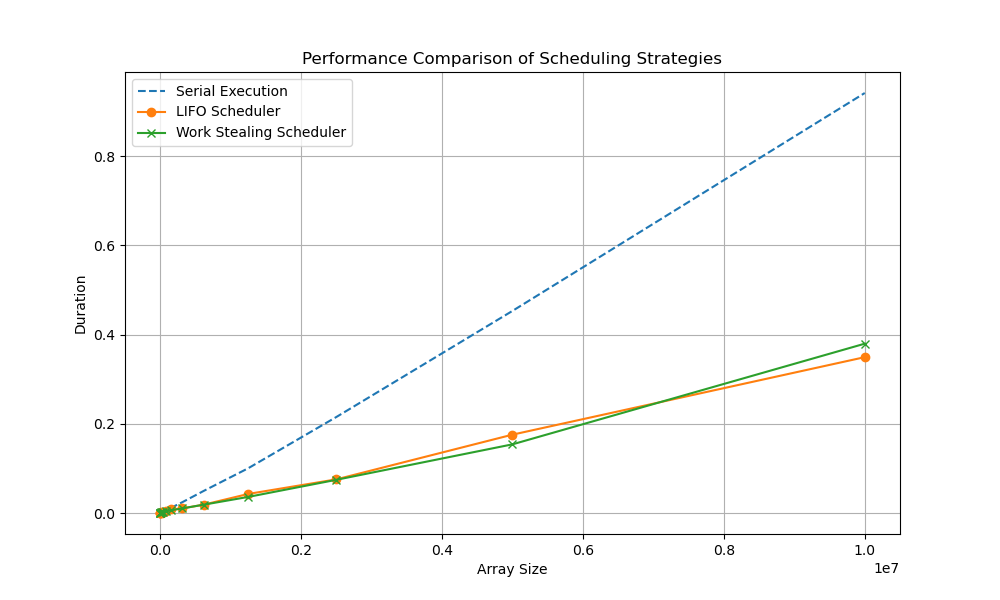 Performance Comparison of Scheduling Strategies
Serial Execution
LIFO Scheduler
Work Stealing Scheduler
0.8
0.6
0.4
0.2
0.0
Duration
0.0 0.2 0.4 0.6 0.8 1.0
1e7
Array Size